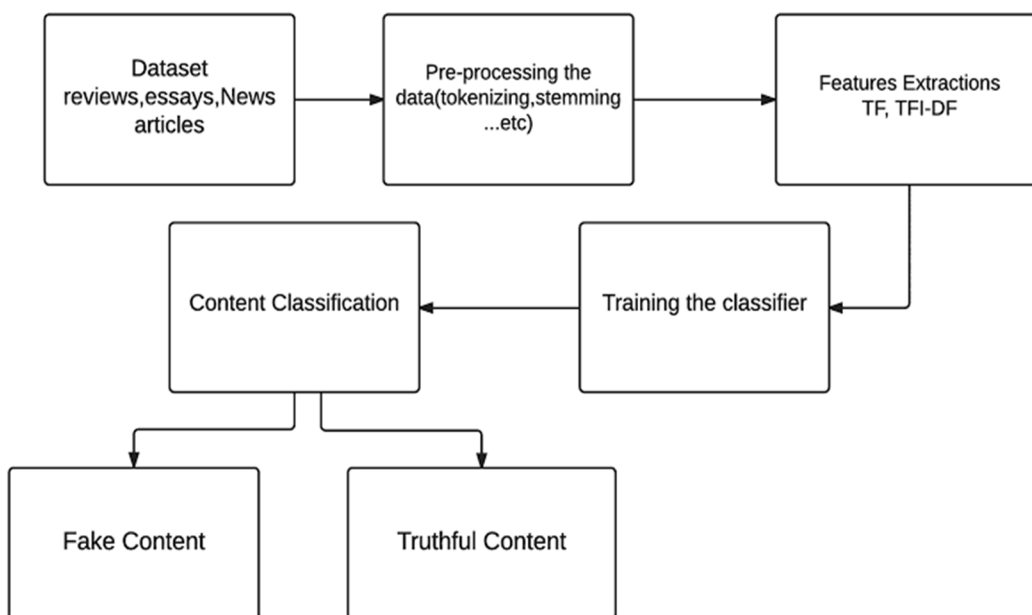 Dataset
reviews,essays,News
articles
Pre-processing the
data(tokenizing,stemming
...etc)
Features Extractions
TF, TFI-DF
Content Classification
Training the classifier
Fake Content
Truthful Content